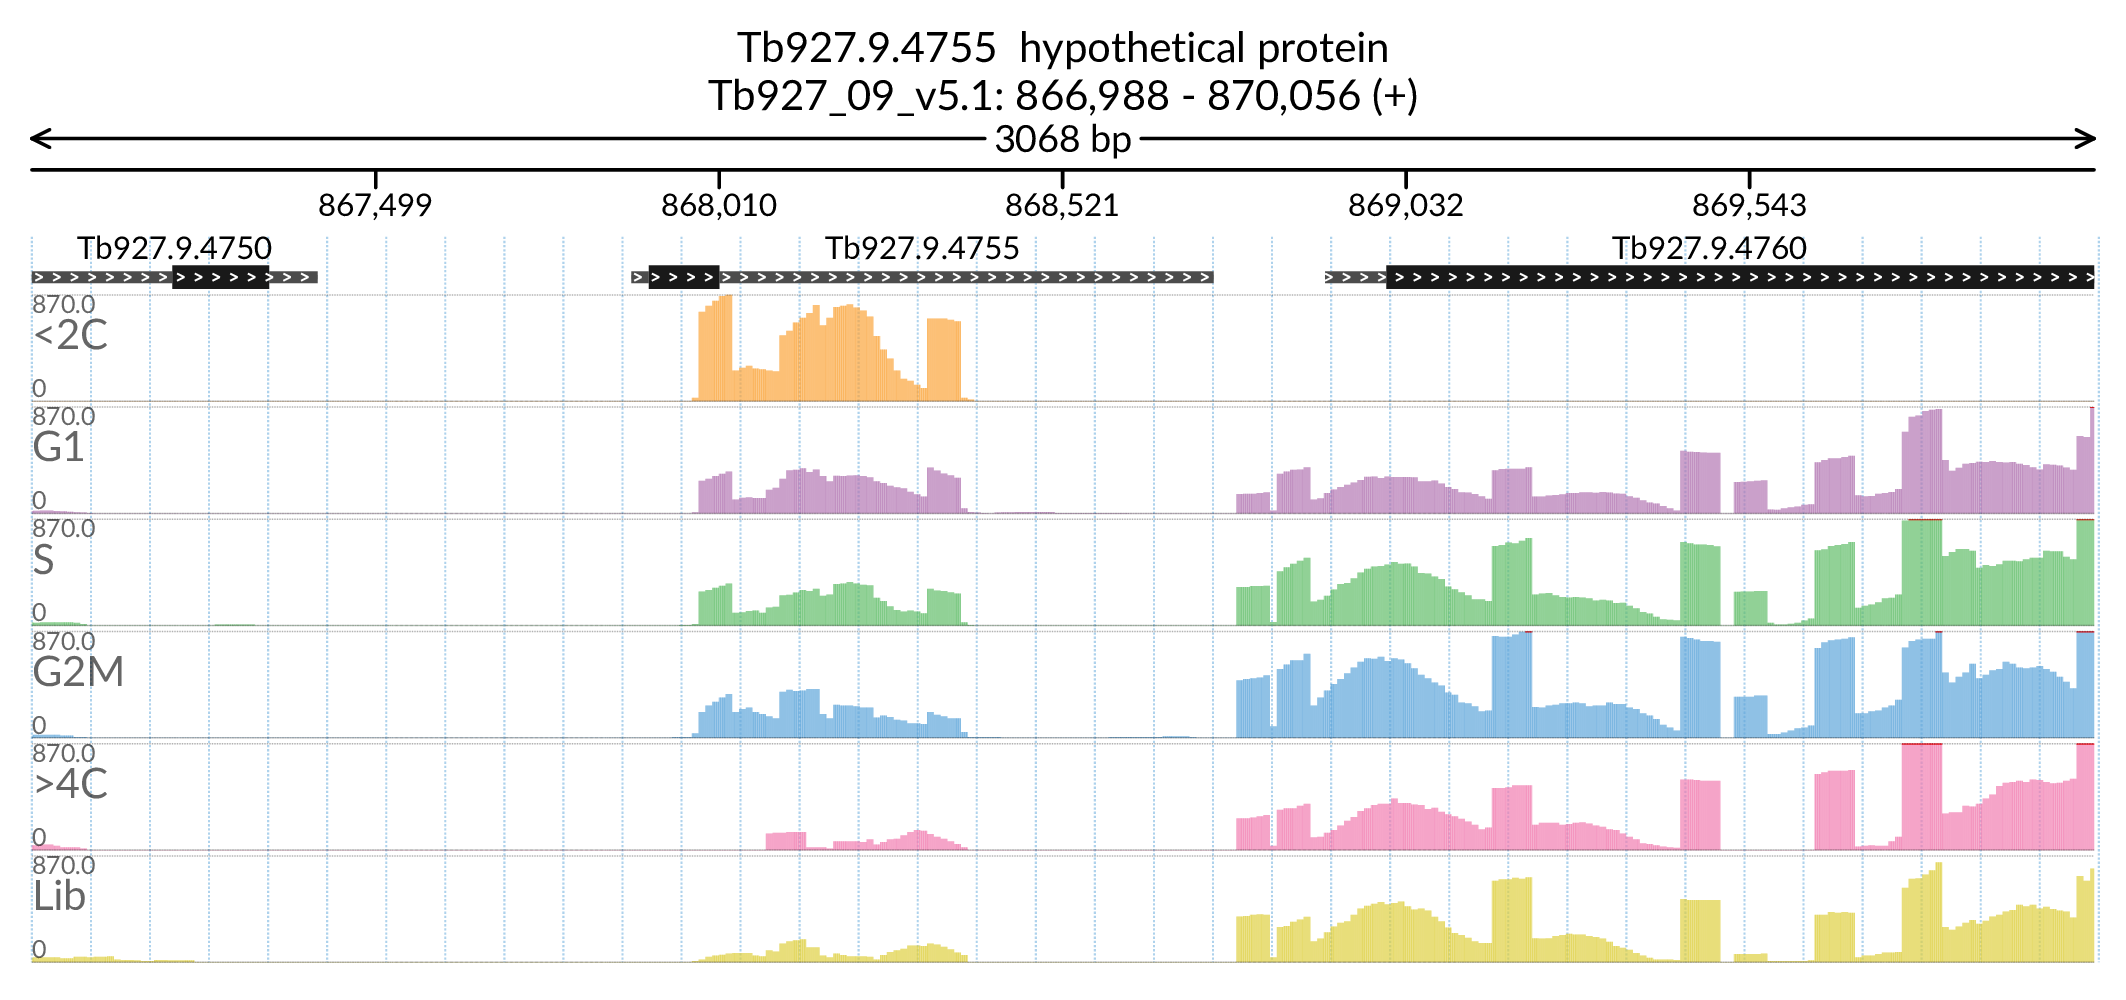 Tb927.9.4755 hypothetical protein
Tb927_09_v5.1: 866,988 - 870,056 (+)
3068 bp
867,499 868,010 868,521 869,032 869,543
Tb927.9.4750 Tb927.9.4755 Tb927.9.4760
870.0
<2C
0
870.0
G1
0
870.0
S
0
870.0
G2M
0
870.0
>4C
0
870.0
Lib
0